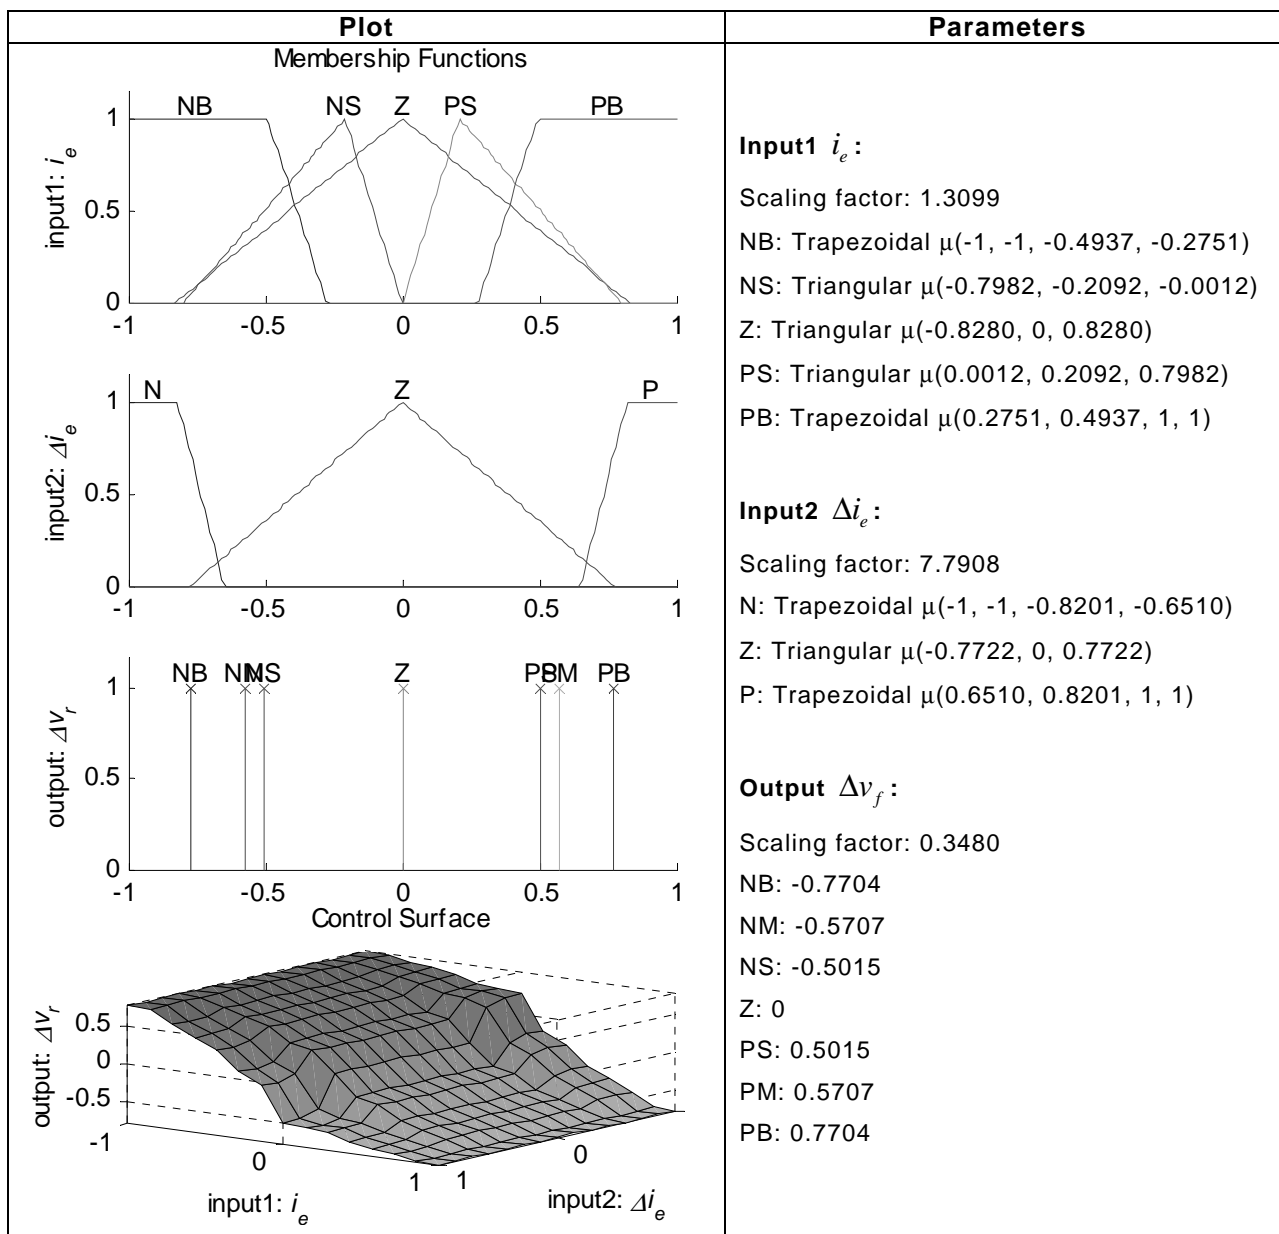 Plot
Parameters
Membership Functions
NB NS Z PS PB
1
0.5
0
input1: i_e
-1 -0.5 0 0.5 1
N Z P
1
0.5
0
input2: Δi_e
-1 -0.5 0 0.5 1
NB NM NS Z PS PM PB
1
0.5
0
output: Δv_r
-1 -0.5 0 0.5 1
Control Surface
0.5
0
-0.5
output: Δv_r
-1 0 1
input1: i_e
1 0
input2: Δi_e
Input1 i_e:
Scaling factor: 1.3099
NB: Trapezoidal μ(-1, -1, -0.4937, -0.2751)
NS: Triangular μ(-0.7982, -0.2092, -0.0012)
Z: Triangular μ(-0.8280, 0, 0.8280)
PS: Triangular μ(0.0012, 0.2092, 0.7982)
PB: Trapezoidal μ(0.2751, 0.4937, 1, 1)
Input2 Δi_e:
Scaling factor: 7.7908
N: Trapezoidal μ(-1, -1, -0.8201, -0.6510)
Z: Triangular μ(-0.7722, 0, 0.7722)
P: Trapezoidal μ(0.6510, 0.8201, 1, 1)
Output Δv_f:
Scaling factor: 0.3480
NB: -0.7704
NM: -0.5707
NS: -0.5015
Z: 0
PS: 0.5015
PM: 0.5707
PB: 0.7704